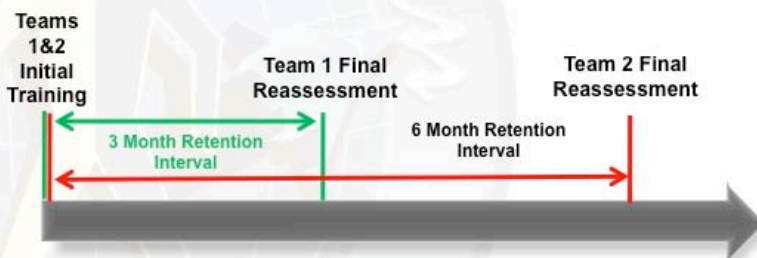 Teams
1&2
Initial
Training
Team 1 Final
Reassessment
Team 2 Final
Reassessment
3 Month Retention
Interval
6 Month Retention
Interval